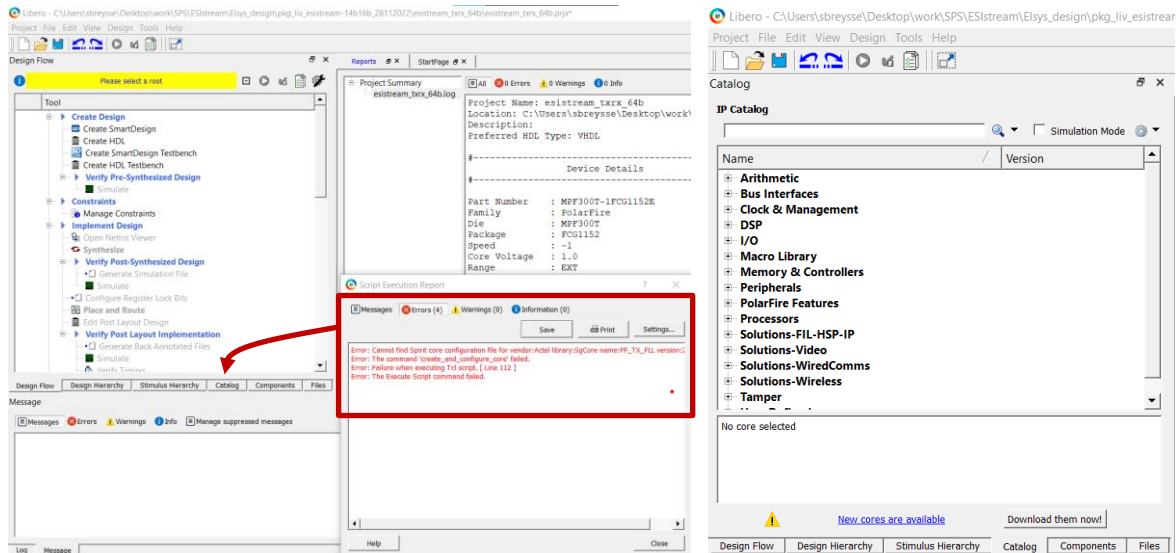 Libero - C:\Users\sbreysse\Desktop\work\SPS\ESIstream\Elsys_design\pkg_liv_esistream-14b16b_28112022\esistream_txrx_64b\esistream_txrx_64b.prjx*
Project File Edit View Design Tools Help
Design Flow
Please select a root
Tool
Create Design
Create SmartDesign
Create HDL
Create SmartDesign Testbench
Create HDL Testbench
Verify Pre-Synthesized Design
Simulate
Constraints
Manage Constraints
Implement Design
Open Netlist Viewer
Synthesize
Verify Post-Synthesized Design
Generate Simulation File
Simulate
Configure Register Lock Bits
Place and Route
Edit Post Layout Design
Verify Post Layout Implementation
Generate Back Annotated Files
Simulate
Verify Timing
Design Flow Design Hierarchy Stimulus Hierarchy Catalog Components Files
Message
Messages Errors Warnings Info Manage suppressed messages
Log Message
Reports StartPage
Project Summary
esistream_txrx_64b.log
All 0 Errors 0 Warnings 0 Info
Project Name: esistream_txrx_64b
Location: C:\Users\sbreysse\Desktop\work\
Description:
Preferred HDL Type: VHDL
#--------------------------------
Device Details
#--------------------------------
Part Number : MPF300T-1FCG1152E
Family : PolarFire
Die : MPF300T
Package : FCG1152
Speed : -1
Core Voltage : 1.0
Range : EXT
Script Execution Report ? ×
Messages Errors (4) Warnings (0) Information (0)
Save Print Settings...
Error: Cannot find Spirit core configuration file for vendor:Actel library:SgCore name:PF_TX_PLL version:2
Error: The command 'create_and_configure_core' failed.
Error: Failure when executing Tcl script. [ Line 112 ]
Error: The Execute Script command failed.
Help Close
Libero - C:\Users\sbreysse\Desktop\work\SPS\ESIstream\Elsys_design\pkg_liv_esistrear
Project File Edit View Design Tools Help
Catalog
IP Catalog
Simulation Mode
Name Version
Arithmetic
Bus Interfaces
Clock & Management
DSP
I/O
Macro Library
Memory & Controllers
Peripherals
PolarFire Features
Processors
Solutions-FIL-HSP-IP
Solutions-Video
Solutions-WiredComms
Solutions-Wireless
Tamper
No core selected
New cores are available Download them now!
Design Flow Design Hierarchy Stimulus Hierarchy Catalog Components Files